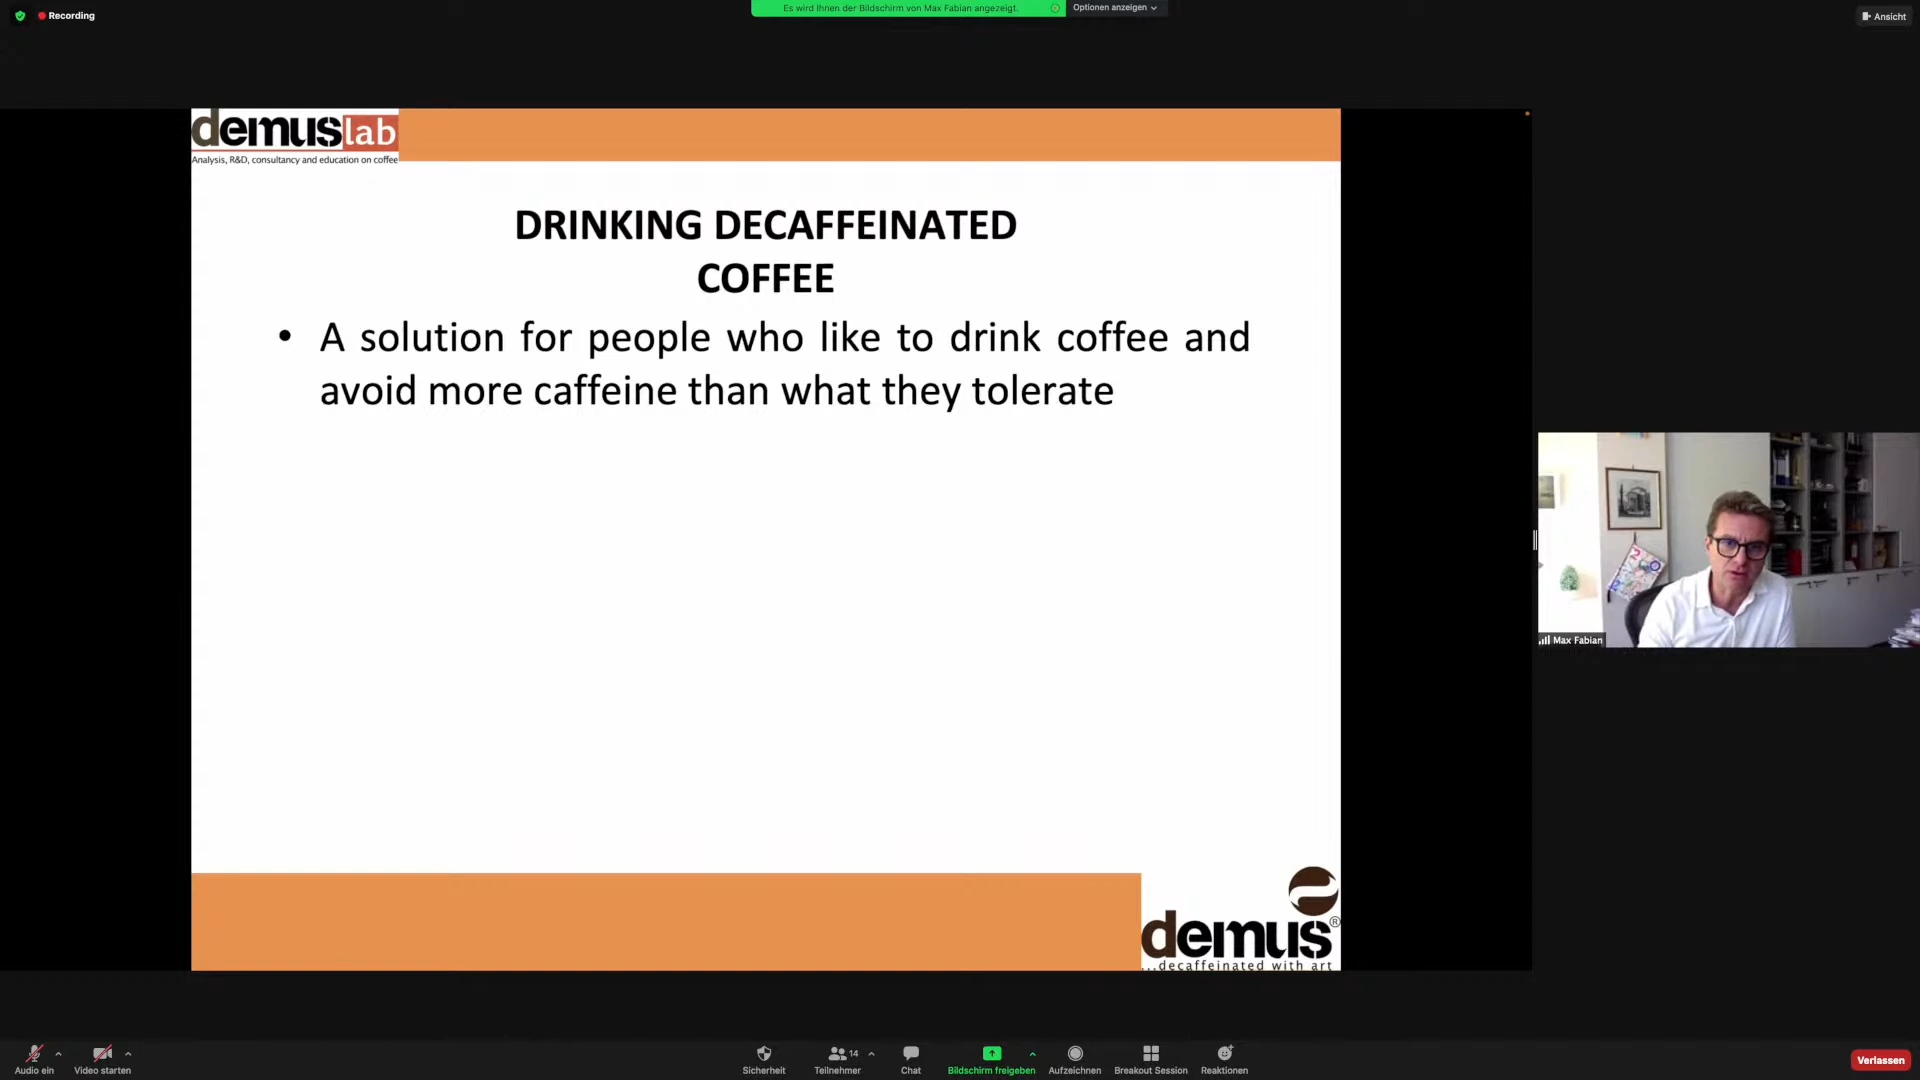 Recording
Es wird Ihnen der Bildschirm von Max Fabian angezeigt.
Optionen anzeigen
Ansicht
demuslab
Analysis, R&D, consultancy and education on coffee
DRINKING DECAFFEINATED
COFFEE
• A solution for people who like to drink coffee and
avoid more caffeine than what they tolerate
Max Fabian
demus®
...decaffeinated with art
Audio ein
Video starten
Sicherheit
14
Teilnehmer
Chat
Bildschirm freigeben
Aufzeichnen
Breakout Session
Reaktionen
Verlassen